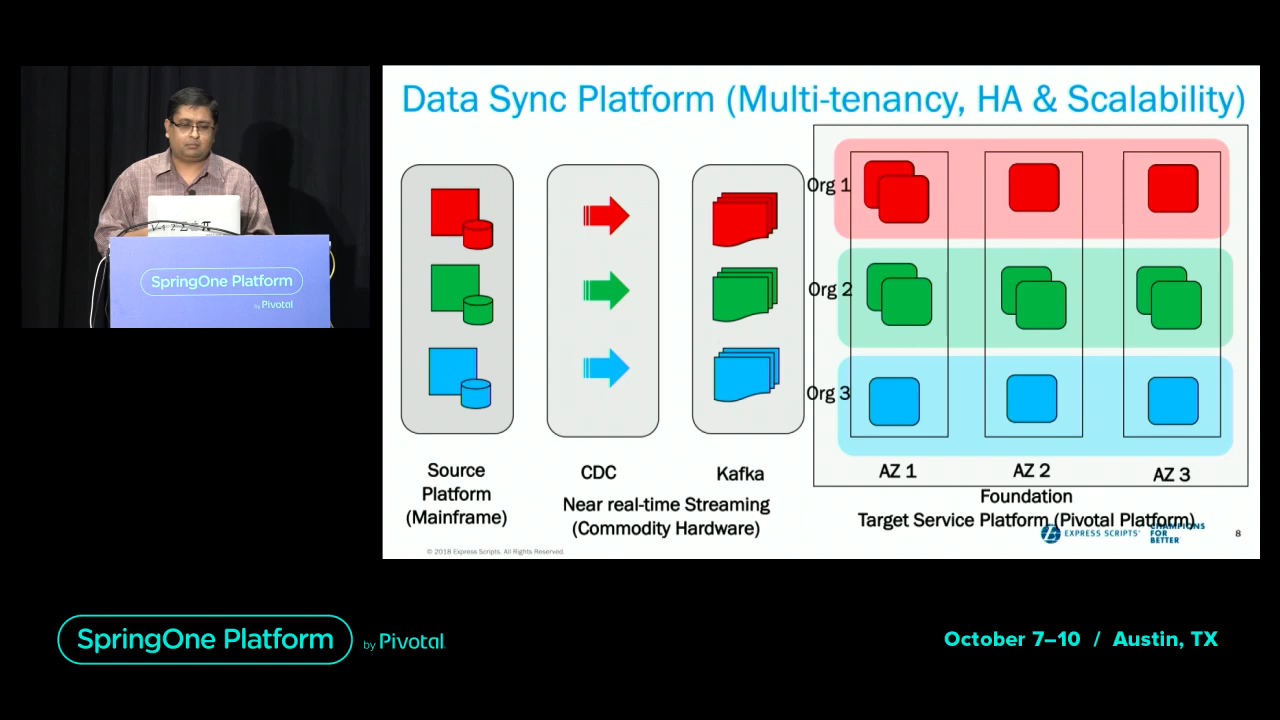 Data Sync Platform (Multi-tenancy, HA & Scalability)
Org 1
Org 2
Org 3
AZ 1
AZ 2
AZ 3
Source
Platform
(Mainframe)
CDC
Kafka
Near real-time Streaming
(Commodity Hardware)
Foundation
Target Service Platform (Pivotal Platform)
EXPRESS SCRIPTS®
CHAMPIONS
FOR
BETTER
8
© 2018 Express Scripts. All Rights Reserved.
SpringOne Platform
by Pivotal
SpringOne Platform by Pivotal
October 7–10 / Austin, TX